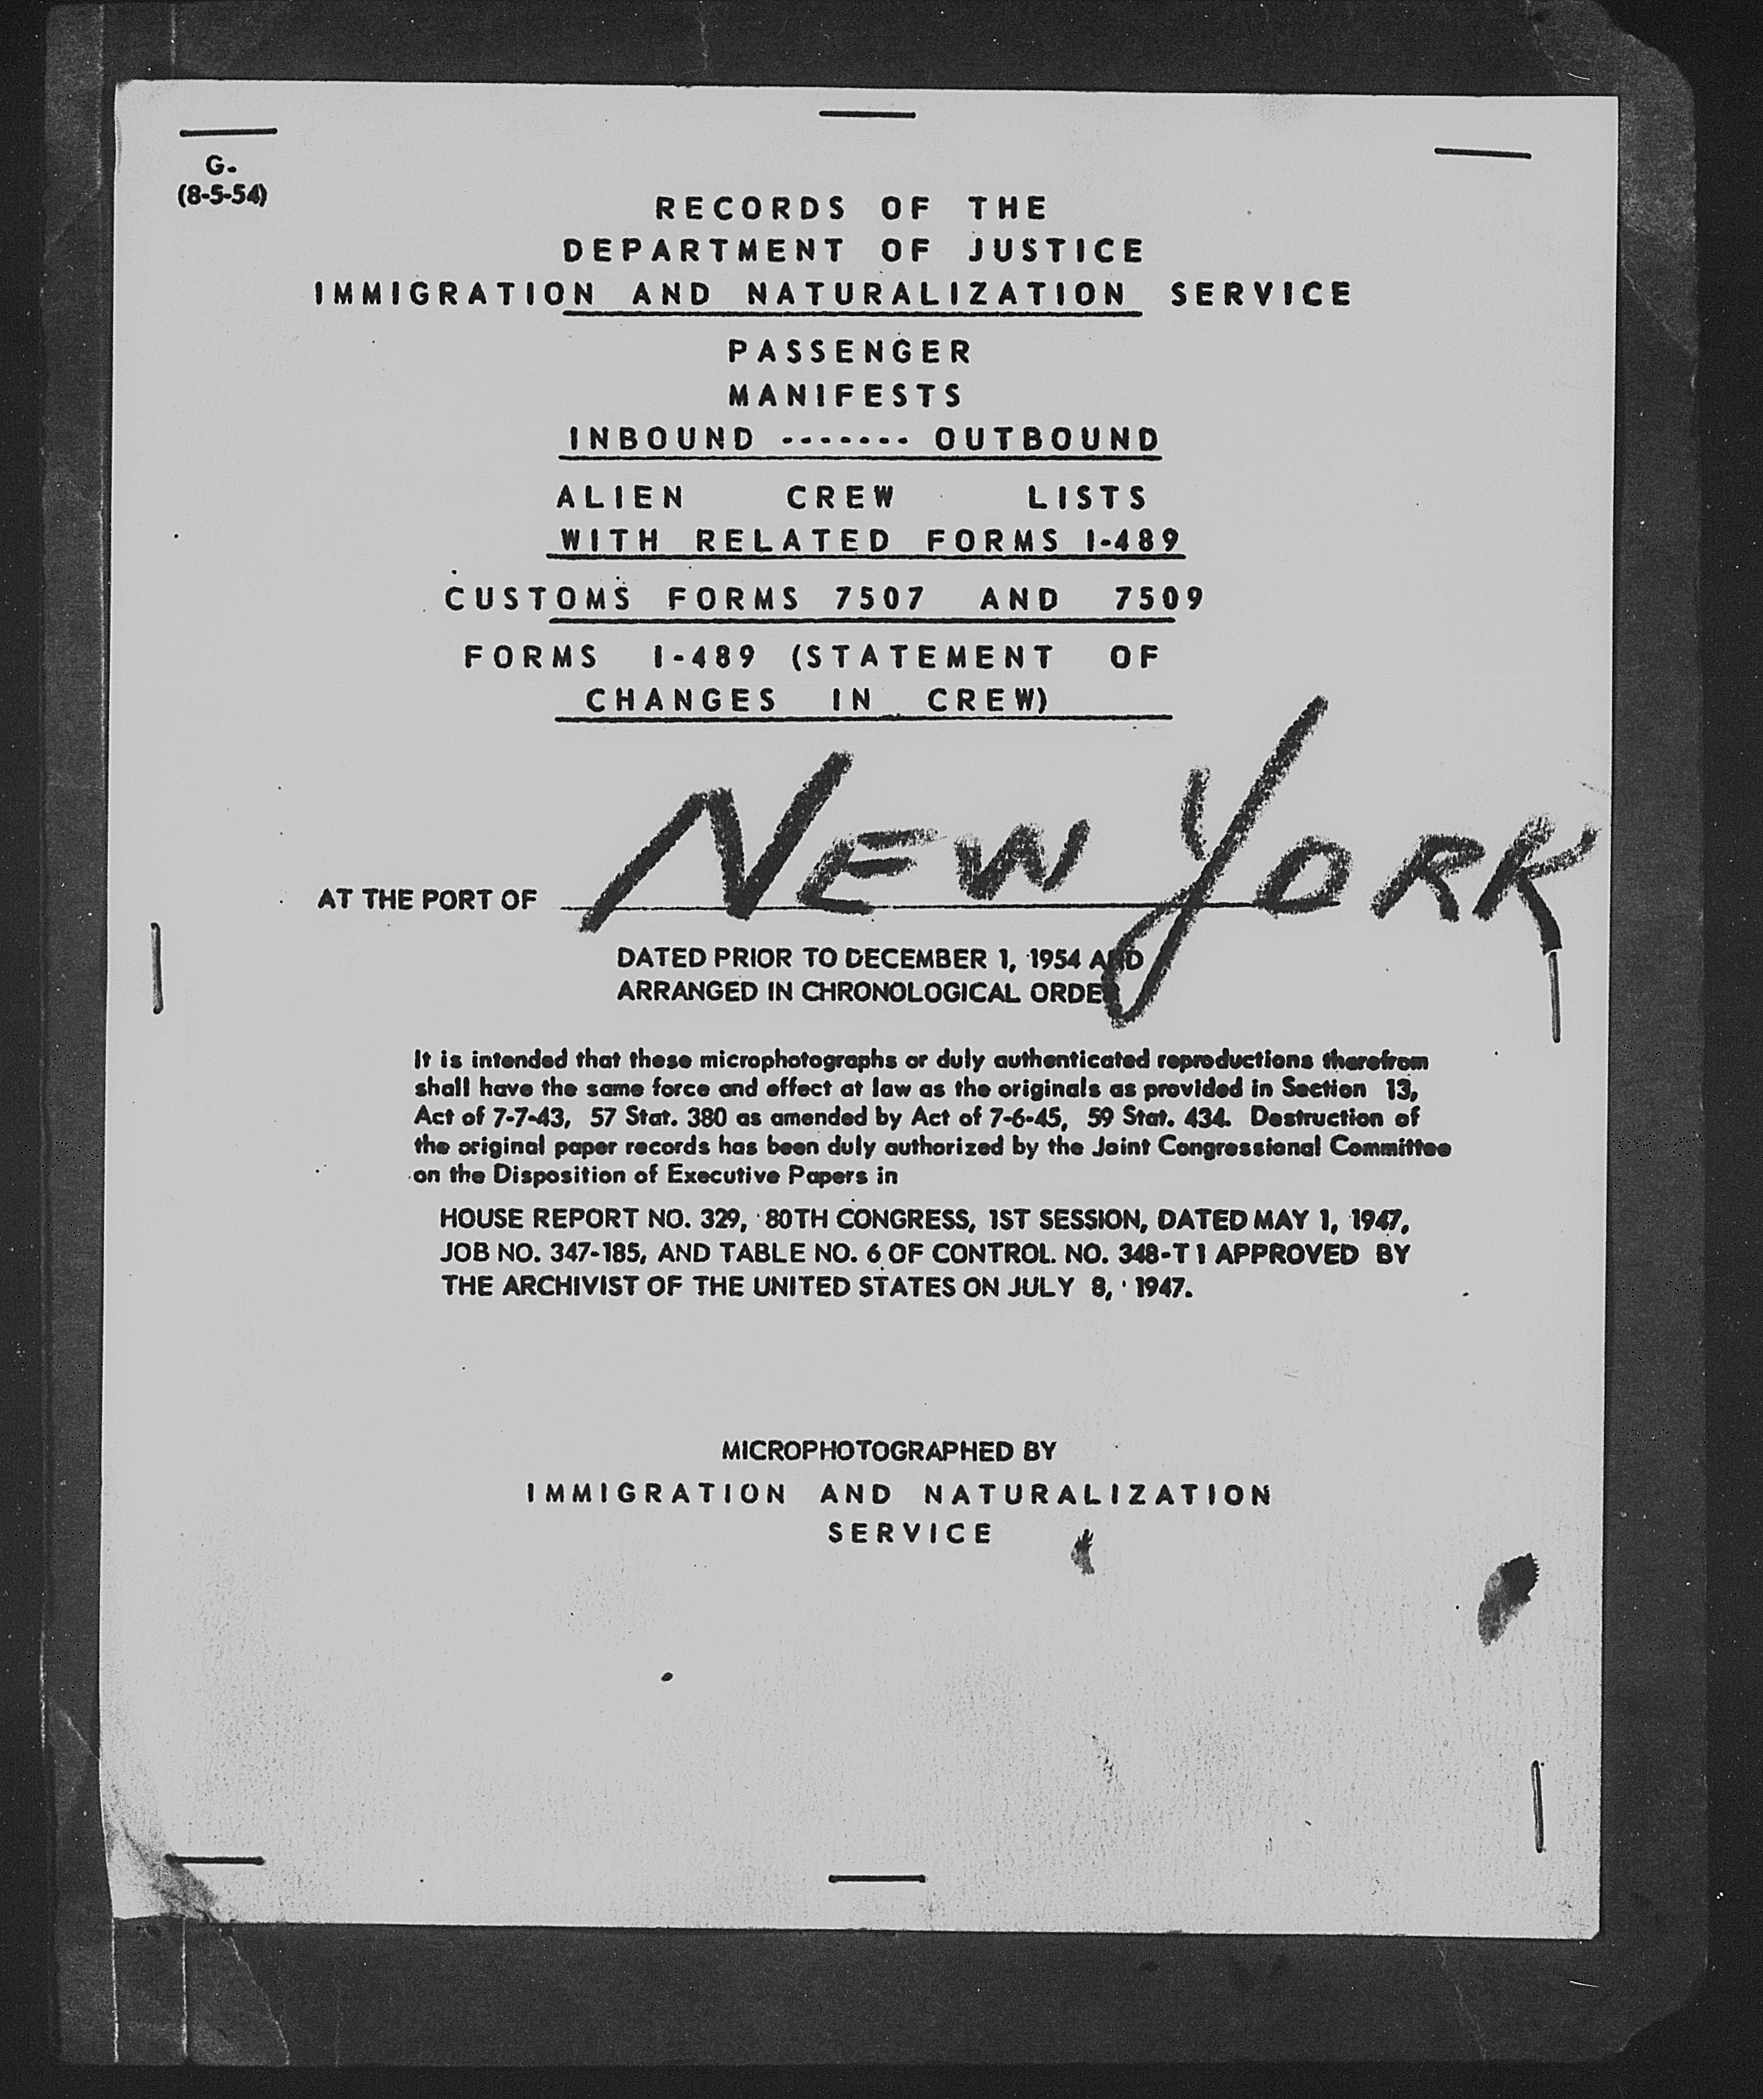 G-
(8-5-54)
RECORDS OF THE
DEPARTMENT OF JUSTICE
IMMIGRATION AND NATURALIZATION SERVICE
PASSENGER
MANIFESTS
INBOUND ------- OUTBOUND
ALIEN CREW LISTS
WITH RELATED FORMS I-489
CUSTOMS FORMS 7507 AND 7509
FORMS I-489 (STATEMENT OF
CHANGES IN CREW)
AT THE PORT OF NEW YORK
DATED PRIOR TO DECEMBER 1, 1954 AND
ARRANGED IN CHRONOLOGICAL ORDER
It is intended that these microphotographs or duly authenticated reproductions therefrom
shall have the same force and effect at law as the originals as provided in Section 13,
Act of 7-7-43, 57 Stat. 380 as amended by Act of 7-6-45, 59 Stat. 434. Destruction of
the original paper records has been duly authorized by the Joint Congressional Committee
on the Disposition of Executive Papers in
HOUSE REPORT NO. 329, 80TH CONGRESS, 1ST SESSION, DATED MAY 1, 1947,
JOB NO. 347-185, AND TABLE NO. 6 OF CONTROL NO. 348-T1 APPROVED BY
THE ARCHIVIST OF THE UNITED STATES ON JULY 8, 1947.
MICROPHOTOGRAPHED BY
IMMIGRATION AND NATURALIZATION
SERVICE